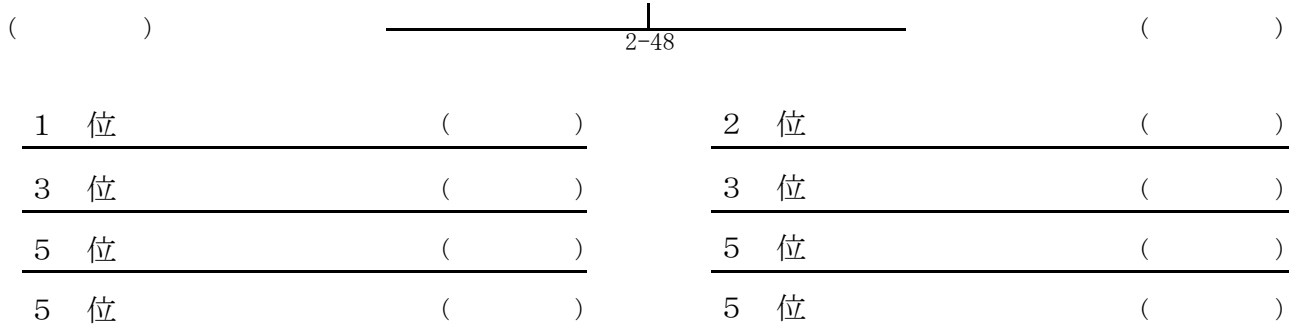 (　　　) (　　　)
2-48
１　位 (　　　) ２　位 (　　　)
３　位 (　　　) ３　位 (　　　)
５　位 (　　　) ５　位 (　　　)
５　位 (　　　) ５　位 (　　　)